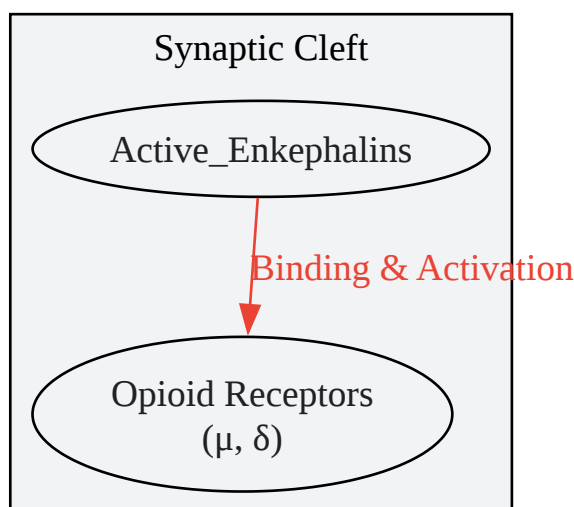 Synaptic Cleft
Active_Enkephalins
Binding & Activation
Opioid Receptors
(μ, δ)